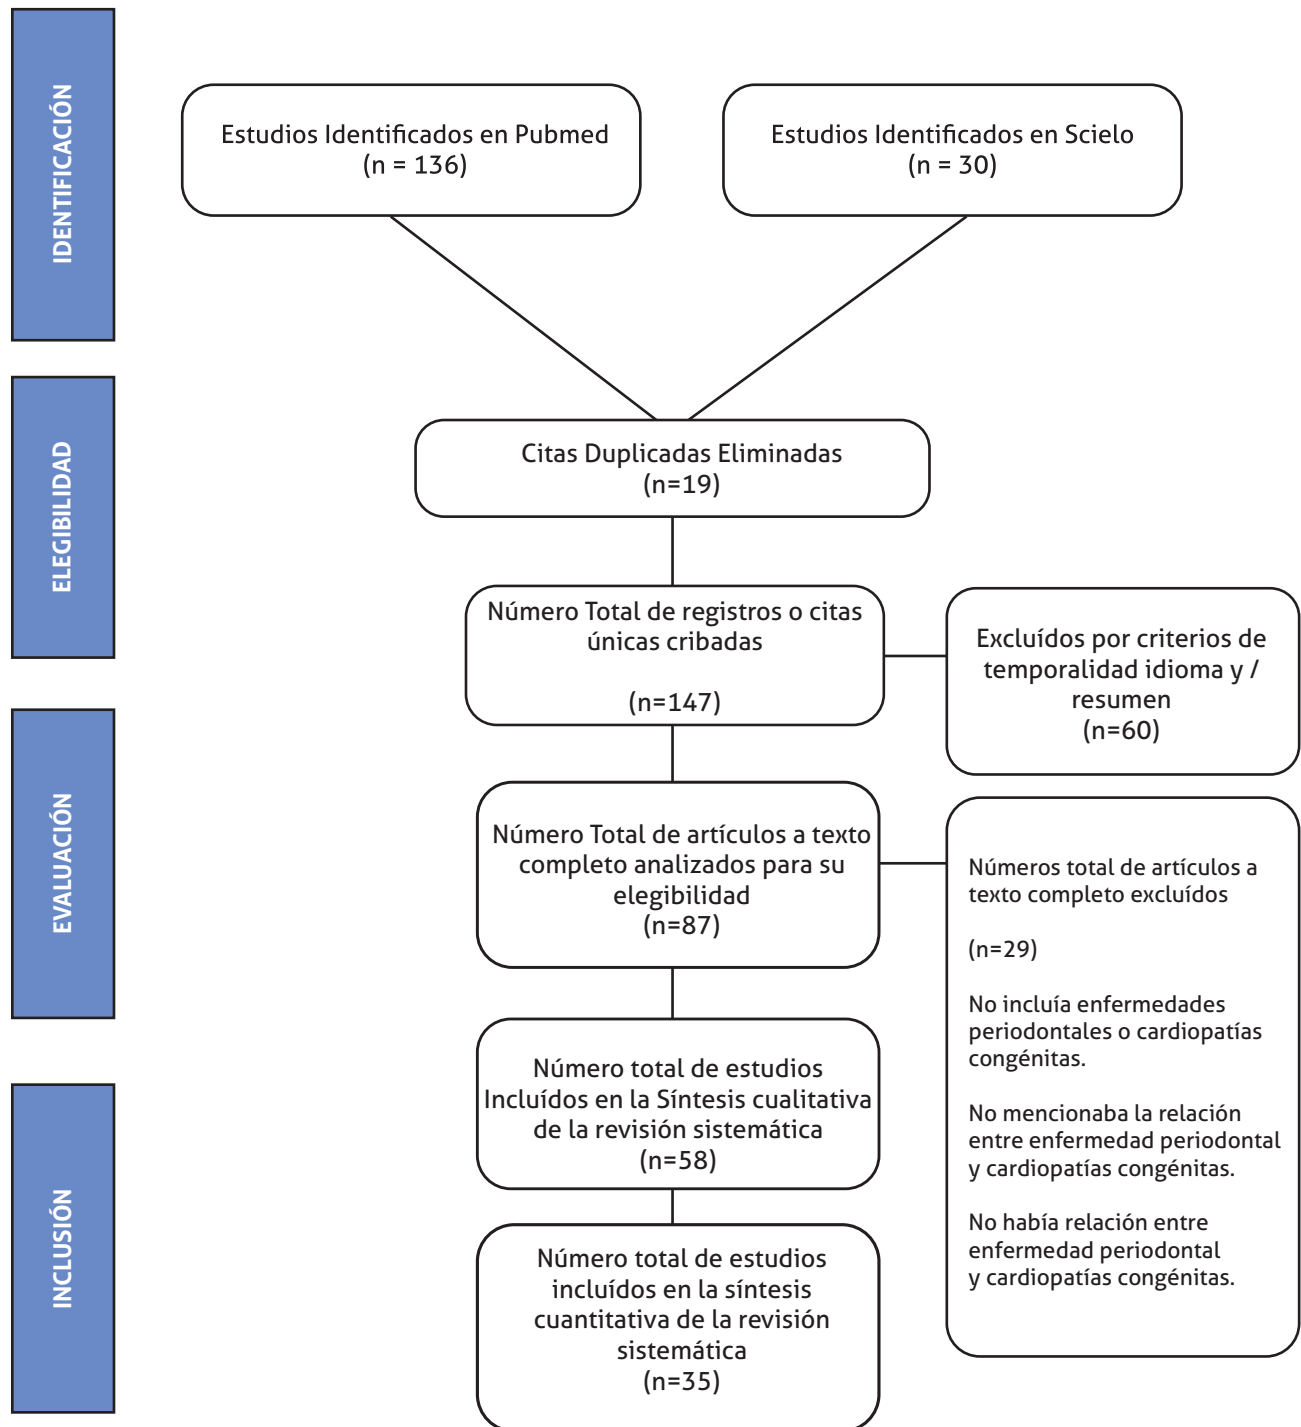 IDENTIFICACIÓN
Estudios Identificados en Pubmed
(n = 136)
Estudios Identificados en Scielo
(n = 30)
ELEGIBILIDAD
Citas Duplicadas Eliminadas
(n=19)
Número Total de registros o citas
únicas cribadas
(n=147)
Excluídos por criterios de
temporalidad idioma y /
resumen
(n=60)
EVALUACIÓN
Número Total de artículos a texto
completo analizados para su
elegibilidad
(n=87)
Números total de artículos a
texto completo excluídos
(n=29)
No incluía enfermedades
periodontales o cardiopatías
congénitas.
No mencionaba la relación
entre enfermedad periodontal
y cardiopatías congénitas.
No había relación entre
enfermedad periodontal
y cardiopatías congénitas.
INCLUSIÓN
Número total de estudios
Incluídos en la Síntesis cualitativa
de la revisión sistemática
(n=58)
Número total de estudios
incluídos en la síntesis
cuantitativa de la revisión
sistemática
(n=35)